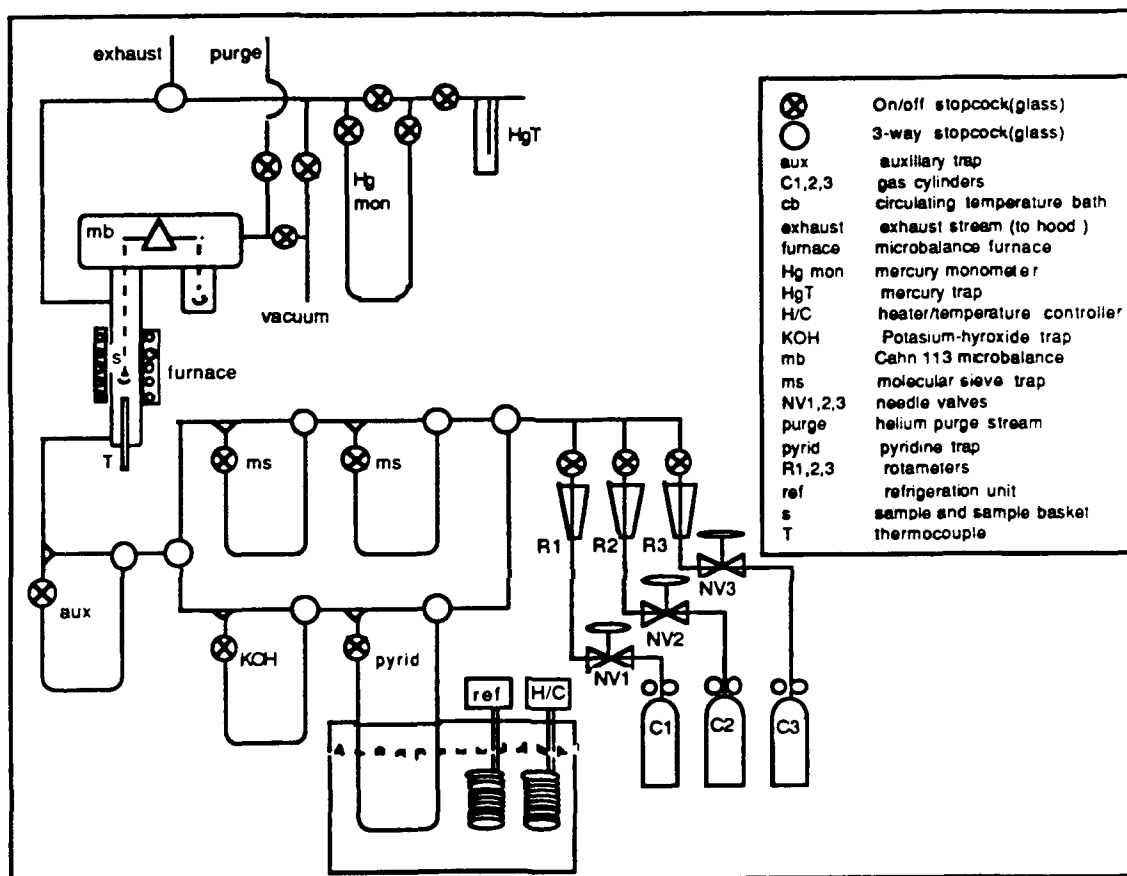 exhaust
purge
HgT
Hg
mon
mb
vacuum
s
furnace
T
ms
ms
aux
KOH
pyrid
R1
R2
R3
NV3
NV2
NV1
ref
H/C
C1
C2
C3
On/off stopcock(glass)
3-way stopcock(glass)
aux auxiliary trap
C1,2,3 gas cylinders
cb circulating temperature bath
exhaust exhaust stream (to hood )
furnace microbalance furnace
Hg mon mercury monometer
HgT mercury trap
H/C heater/temperature controller
KOH Potasium-hyroxide trap
mb Cahn 113 microbalance
ms molecular sieve trap
NV1,2,3 needle valves
purge helium purge stream
pyrid pyridine trap
R1,2,3 rotameters
ref refrigeration unit
s sample and sample basket
T thermocouple